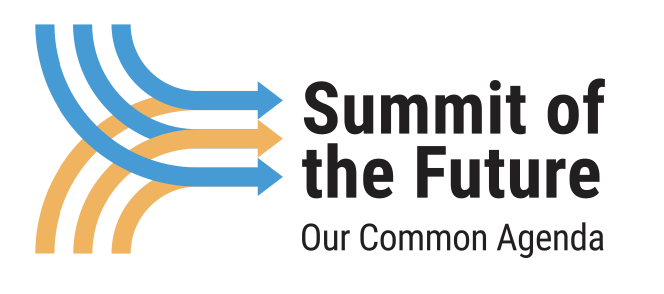 Summit of
the Future
Our Common Agenda